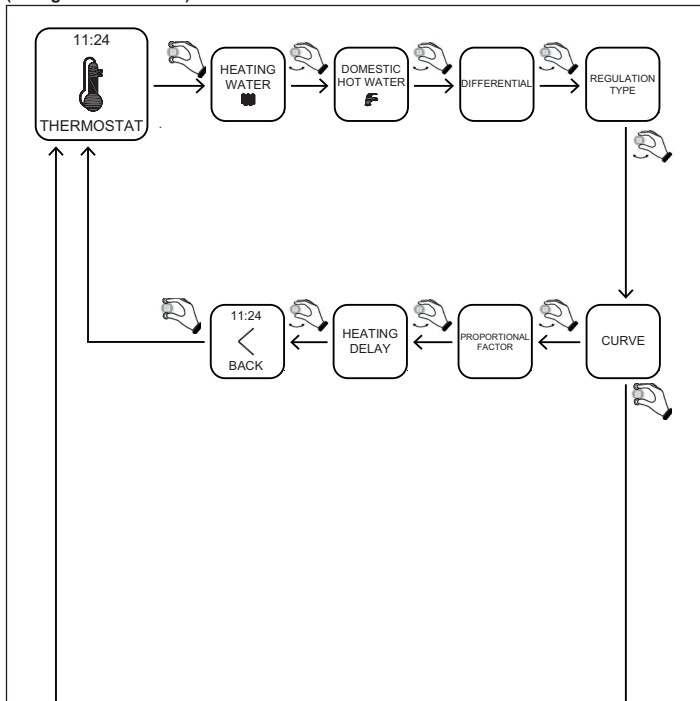 11:24
THERMOSTAT
HEATING
WATER
DOMESTIC
HOT WATER
DIFFERENTIAL
REGULATION
TYPE
11:24
BACK
HEATING
DELAY
PROPORTIONAL
FACTOR
CURVE